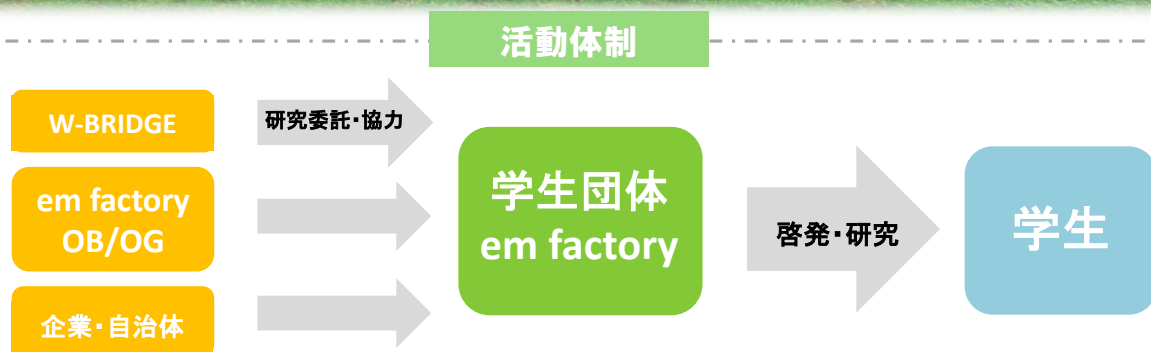 活動体制
W-BRIDGE
研究委託・協力
em factory
OB/OG
企業・自治体
学生団体
em factory
啓発・研究
学生